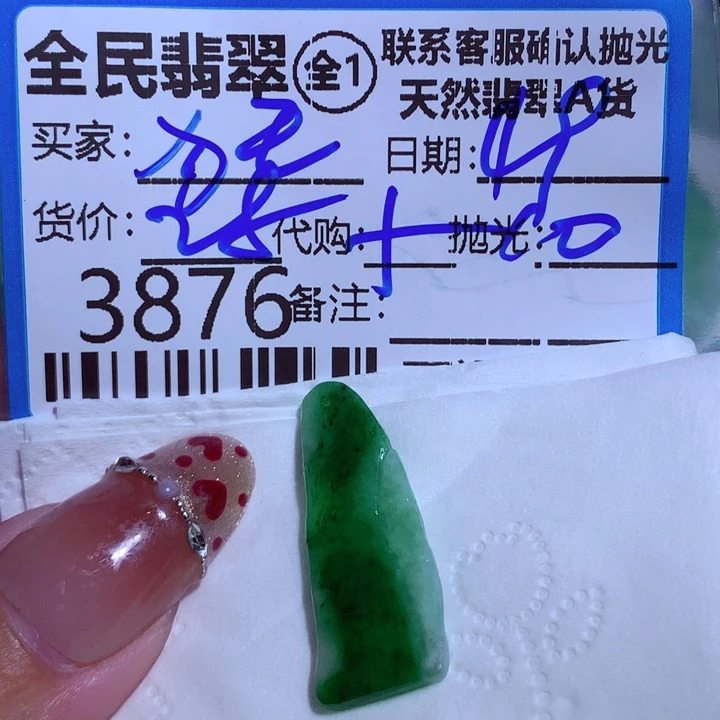 全民翡翠 全1 联系客服确认抛光
天然翡翠A货
买家: 日期:
货价: 代购: 抛光:
3876 备注: